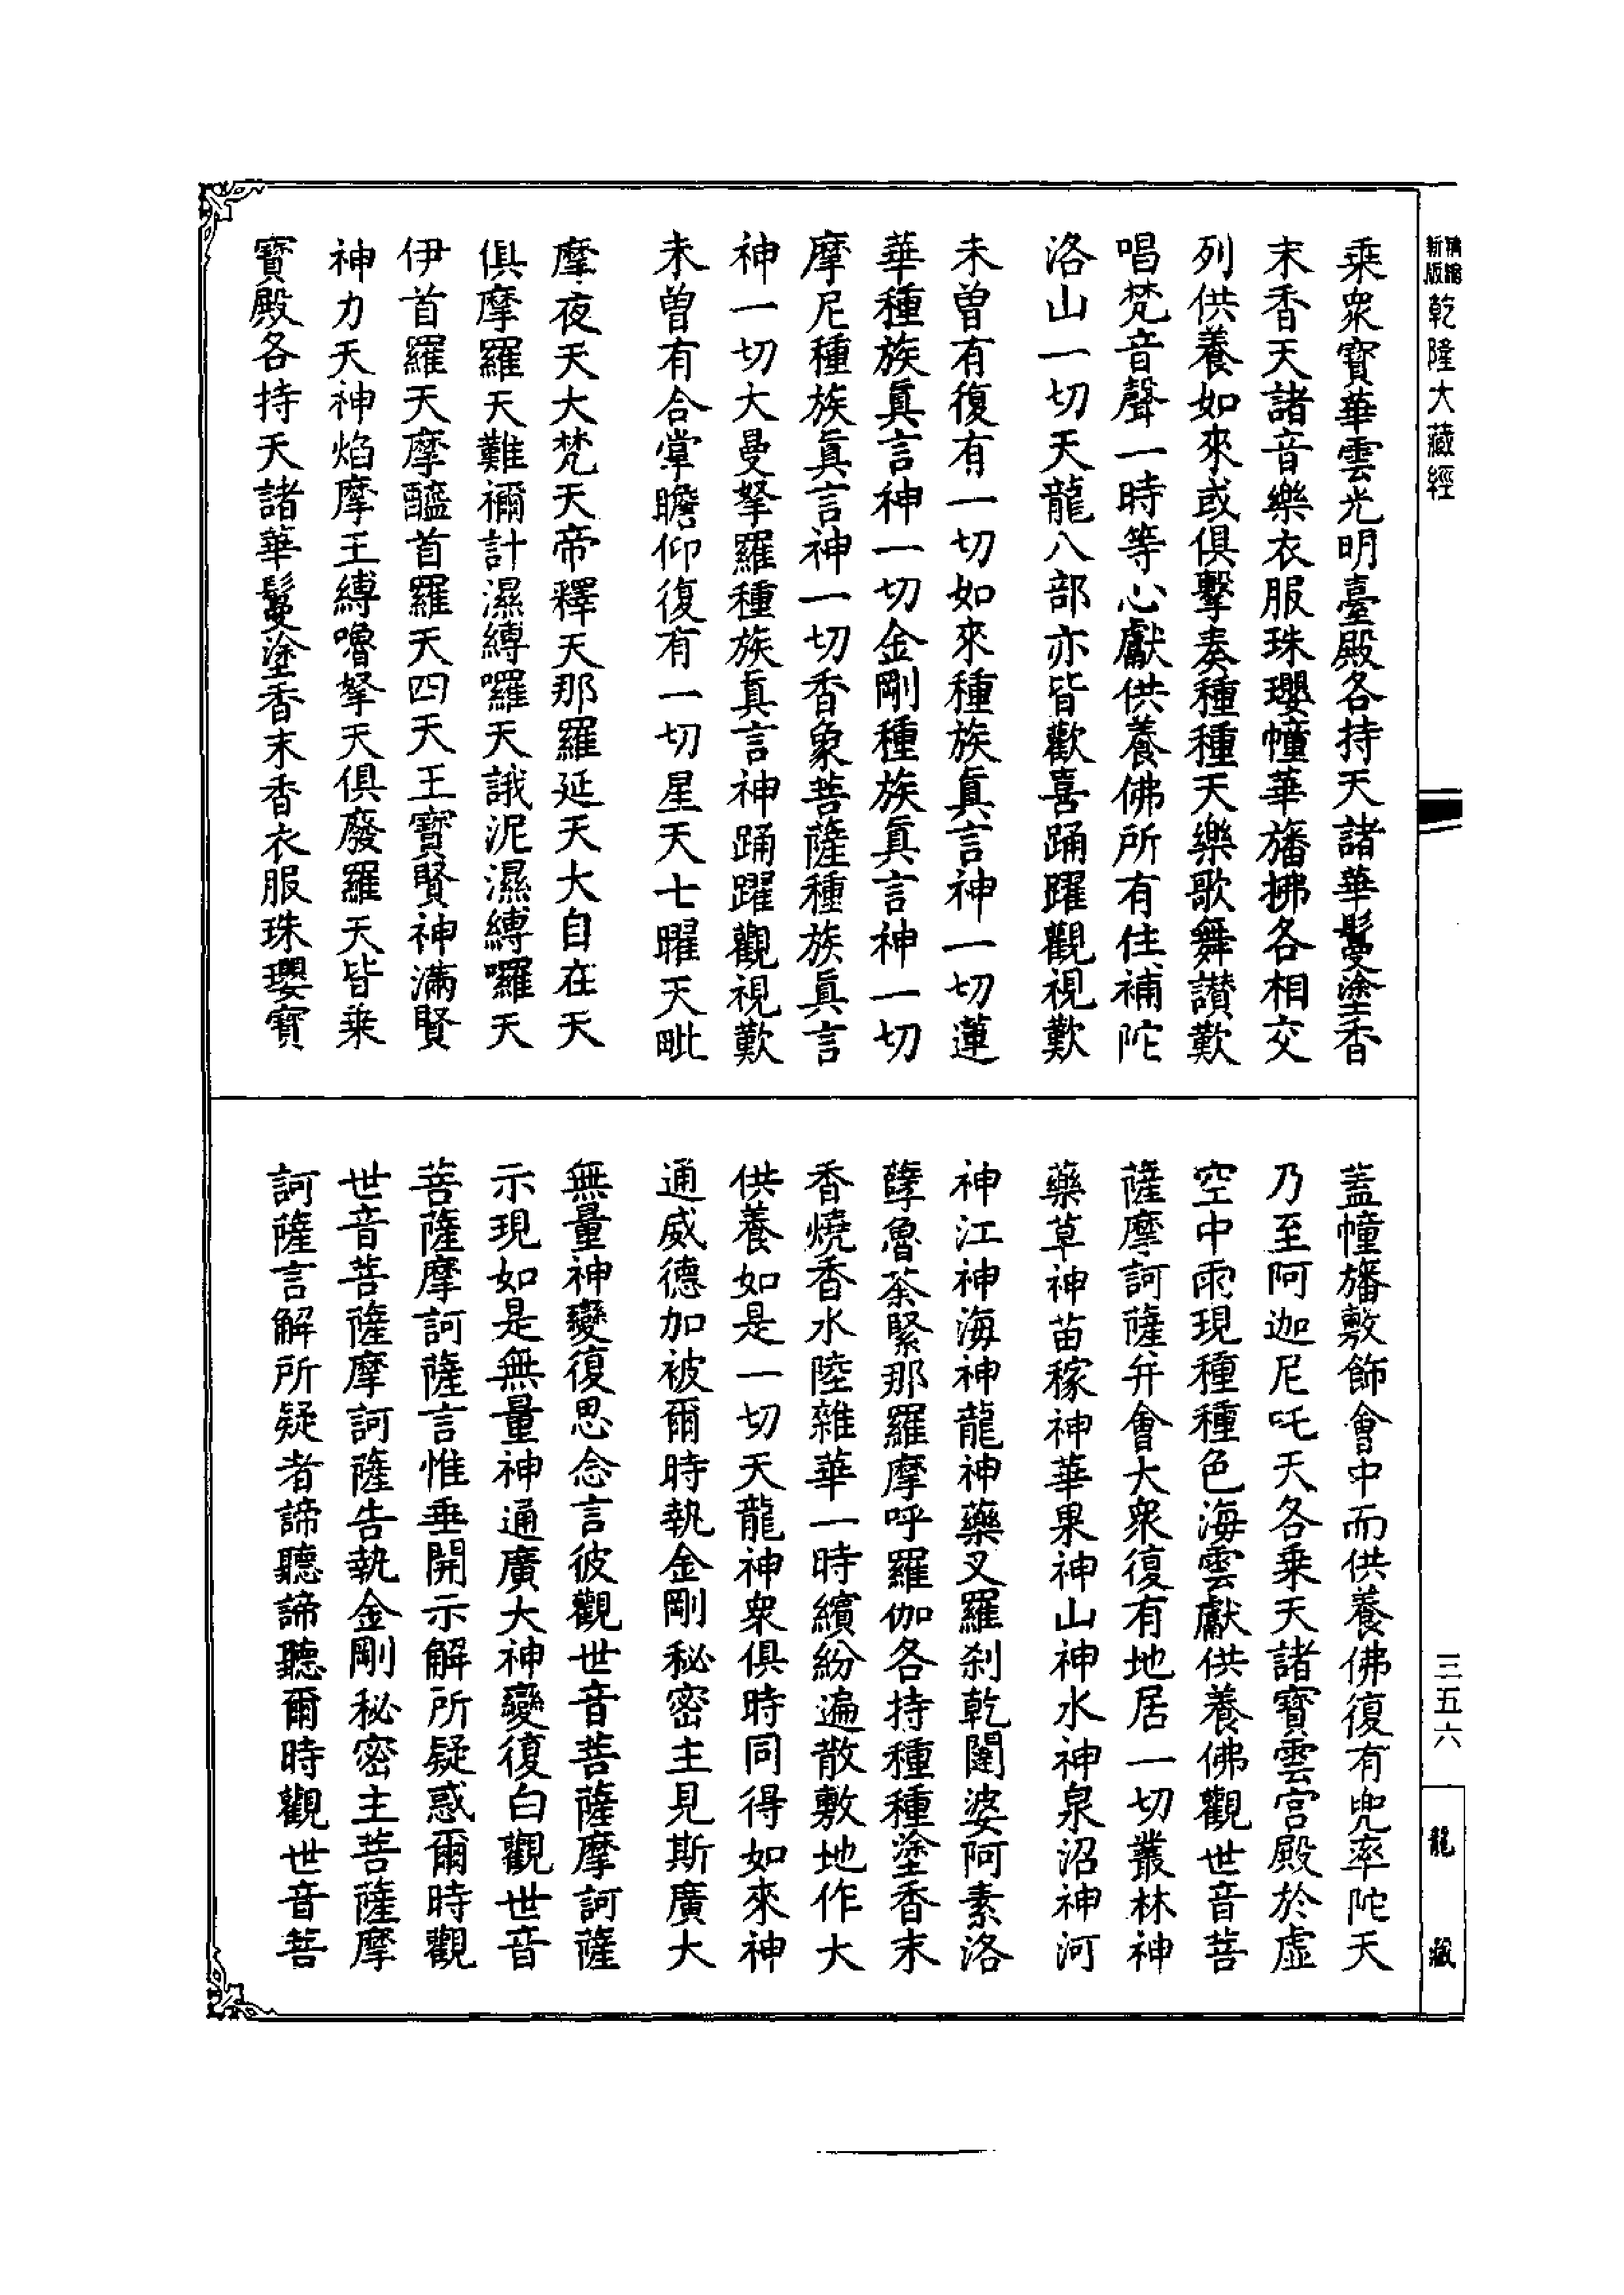 精縮
新版
乾隆大藏經
三五六
龍藏
乘衆寶華雲光明臺殿各持天諸華鬘塗香
末香天諸音樂衣服珠瓔幢華旛拂各相交
列供養如來或俱擊奏種種天樂歌舞讃歎
唱梵音聲一時等心獻供養佛所有住補陀
洛山一切天龍八部亦皆歡喜踊躍觀視歎
未曾有復有一切如來種族眞言神一切蓮
華種族眞言神一切金剛種族眞言神一切
摩尼種族眞言神一切香象菩薩種族眞言
神一切大曼拏羅種族眞言神踊躍觀視歎
未曾有合掌瞻仰復有一切星天七曜天毗
摩夜天大梵天帝釋天那羅延天大自在天
俱摩羅天難禰計濕縛囉天誐泥濕縛囉天
伊首羅天摩醯首羅天四天王寶賢神滿賢
神力天神焰摩王縛嚕拏天俱廢羅天皆乘
寶殿各持天諸華鬘塗香末香衣服珠瓔寶
蓋幢旛敷飾會中而供養佛復有兜率陀天
乃至阿迦尼吒天各乘天諸寶雲宮殿於虛
空中雨現種種色海雲獻供養佛觀世音菩
薩摩訶薩并會大衆復有地居一切叢林神
藥草神苗稼神華果神山神水神泉沼神河
神江神海神龍神藥叉羅刹乾闥婆阿素洛
孽魯荼緊那羅摩呼羅伽各持種種塗香末
香燒香水陸雜華一時繽紛遍散敷地作大
供養如是一切天龍神衆俱時同得如來神
通威德加被爾時執金剛秘密主見斯廣大
無量神變復思念言彼觀世音菩薩摩訶薩
示現如是無量神通廣大神變復白觀世音
菩薩摩訶薩言惟垂開示解所疑惑爾時觀
世音菩薩摩訶薩告執金剛秘密主菩薩摩
訶薩言解所疑者諦聽諦聽爾時觀世音菩